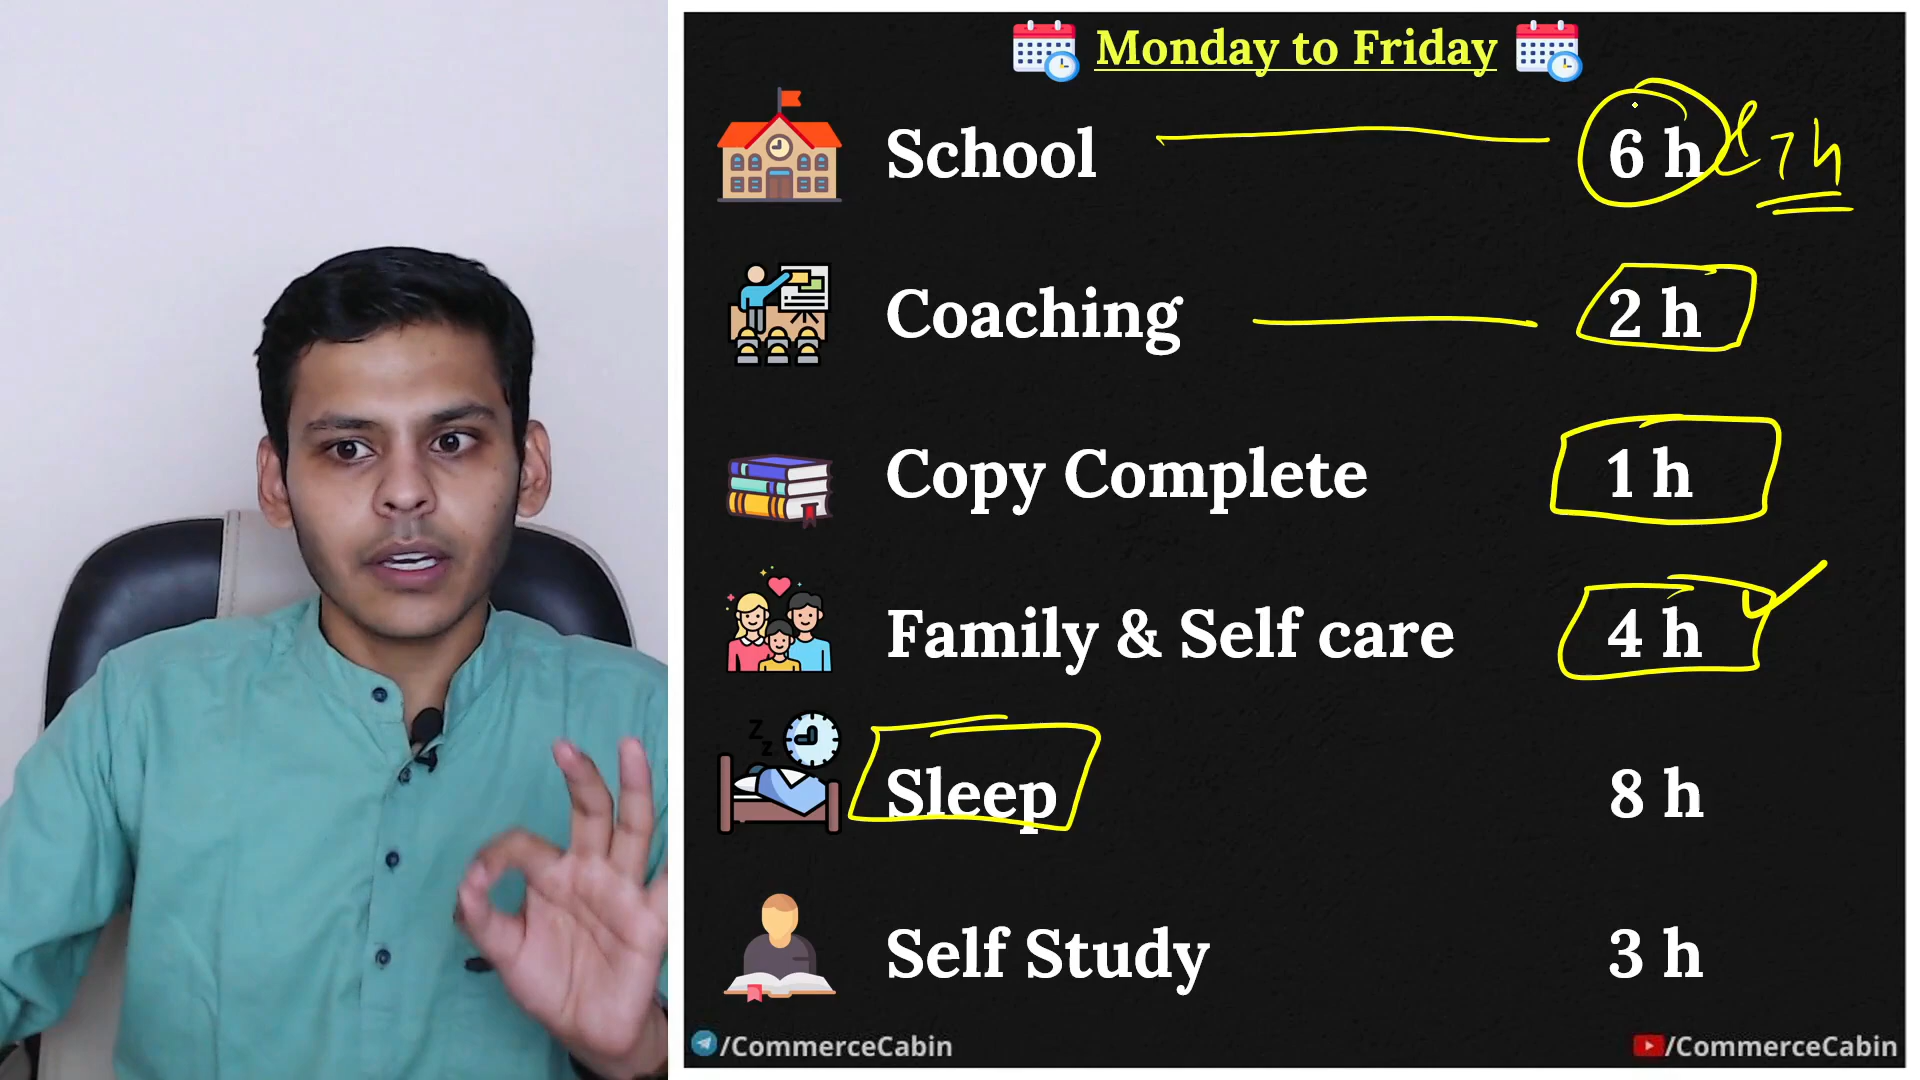 Monday to Friday
School 6 h 7 h
Coaching 2 h
Copy Complete 1 h
Family & Self care 4 h
Z z
Sleep 8 h
Self Study 3 h
/CommerceCabin /CommerceCabin